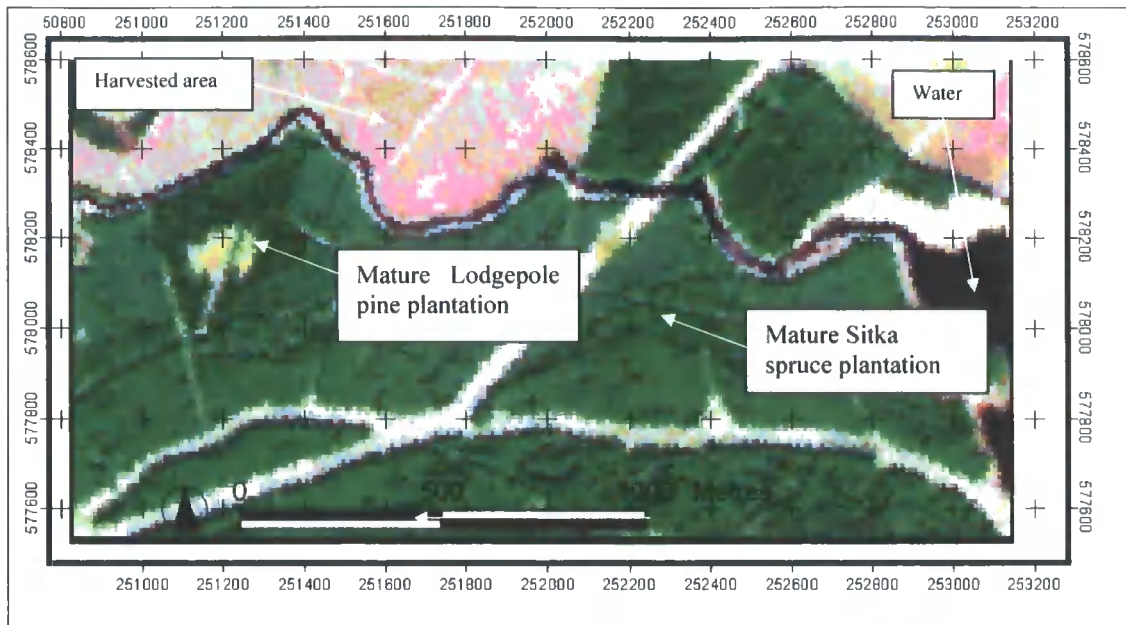 50800 251000 251200 251400 251600 251800 252000 252200 252400 252600 252800 253000 253200
578600 578600
Harvested area
Water
578400 578400
578200 578200
Mature Lodgepole
pine plantation
578000 578000
Mature Sitka
spruce plantation
577800 577800
0 500 1000 Metres
577600 577600
251000 251200 251400 251600 251800 252000 252200 252400 252600 252800 253000 253200